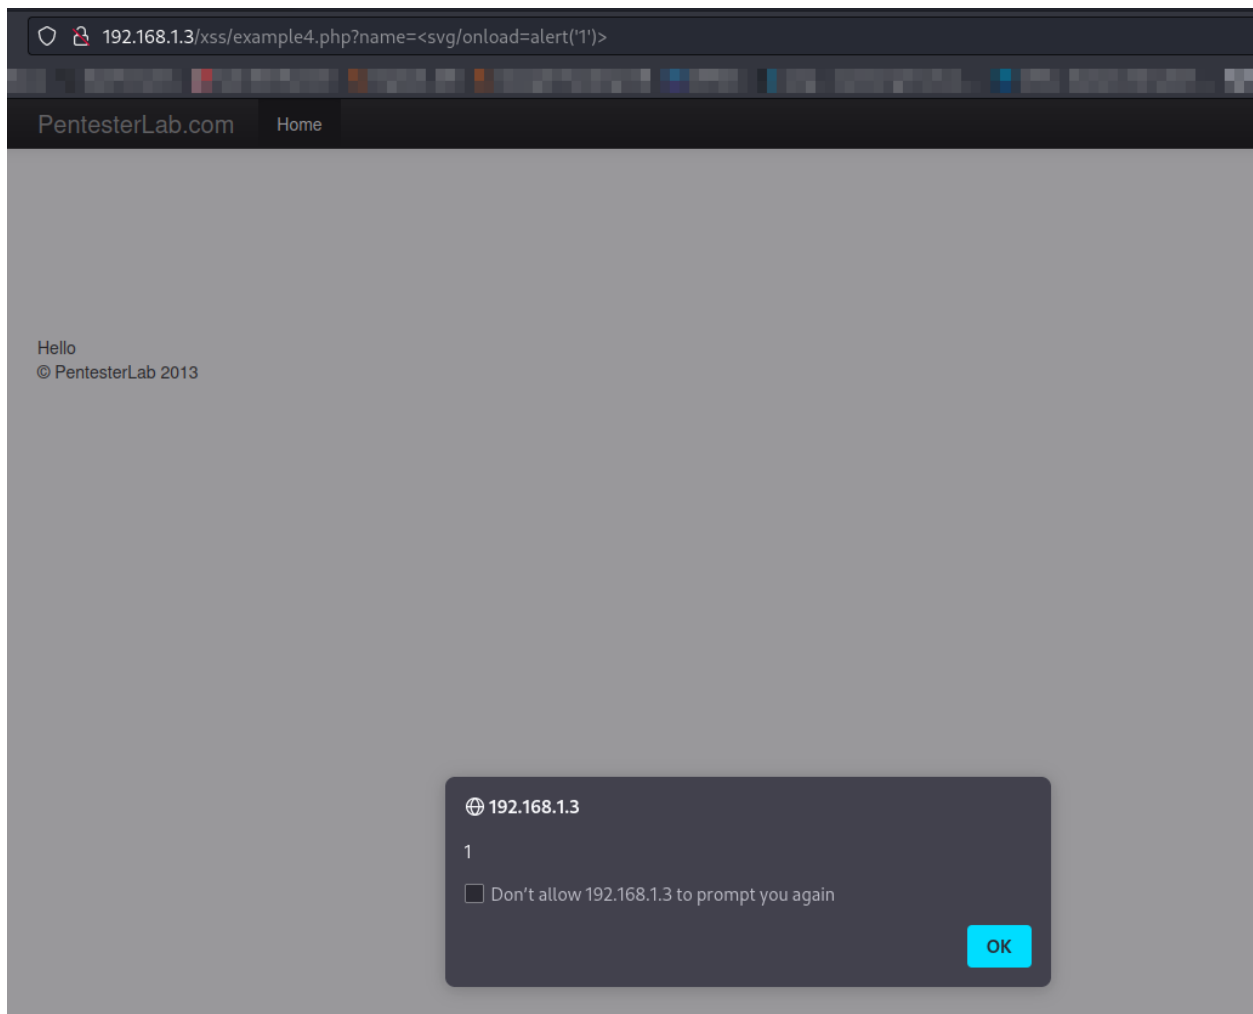 192.168.1.3/xss/example4.php?name=<svg/onload=alert('1')>
PentesterLab.com Home
Hello
© PentesterLab 2013
192.168.1.3
1
Don't allow 192.168.1.3 to prompt you again
OK